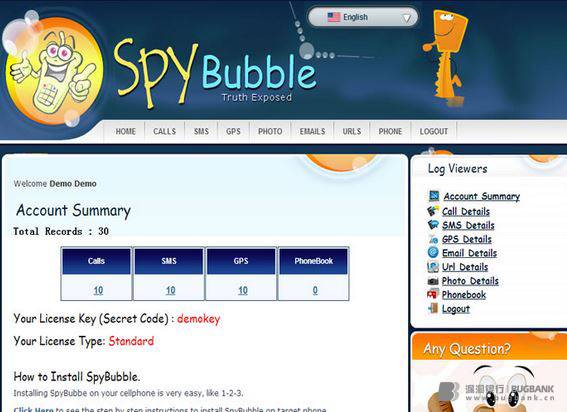 English
SPY Bubble
Truth Exposed
HOME CALLS SMS GPS PHOTO EMAILS URLS PHONE LOGOUT
Welcome Demo Demo
Account Summary
Total Records : 30
Calls SMS GPS PhoneBook
10 10 10 0
Your License Key (Secret Code) : demokey
Your License Type: Standard
How to Install SpyBubble.
Installing SpyBubbe on your cellphone is very easy, like 1-2-3.
Click Here to see the step by step instructions to install SpyBubble on target phone
Log Viewers
Account Summary
Call Details
SMS Details
GPS Details
Email Details
Url Details
Photo Details
Phonebook
Logout
Any Question?
漏洞银行 BUGBANK
www.bugbank.cn